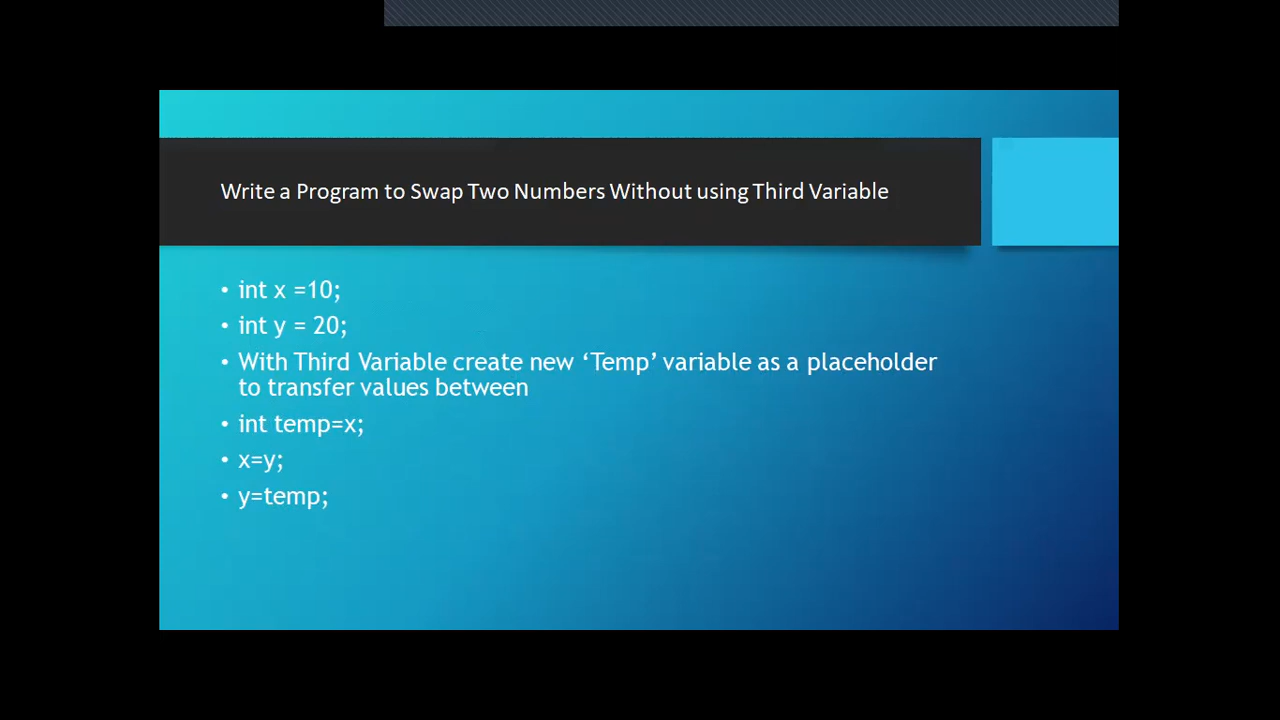 Write a Program to Swap Two Numbers Without using Third Variable
• int x =10;
• int y = 20;
• With Third Variable create new ‘Temp’ variable as a placeholder
to transfer values between
• int temp=x;
• x=y;
• y=temp;